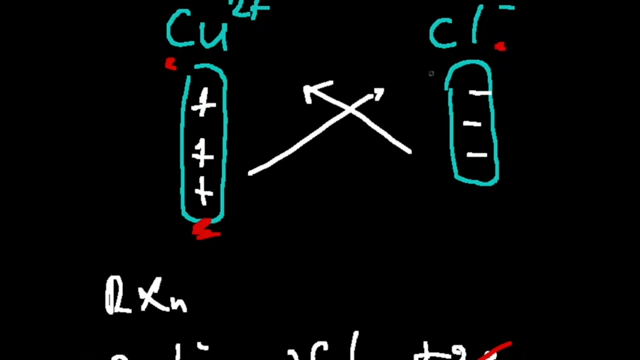 Cu²⁺ Cl⁻
+ −
+ −
+ −
RXn